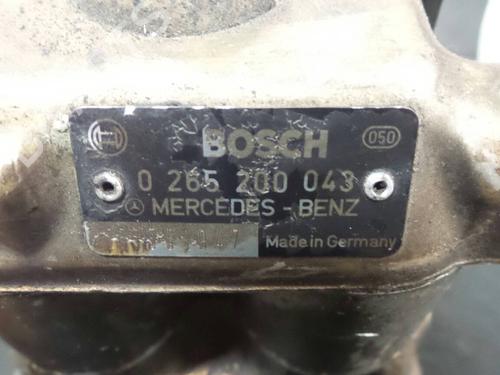 BOSCH
050
0 265 200 043
MERCEDES - BENZ
Made in Germany